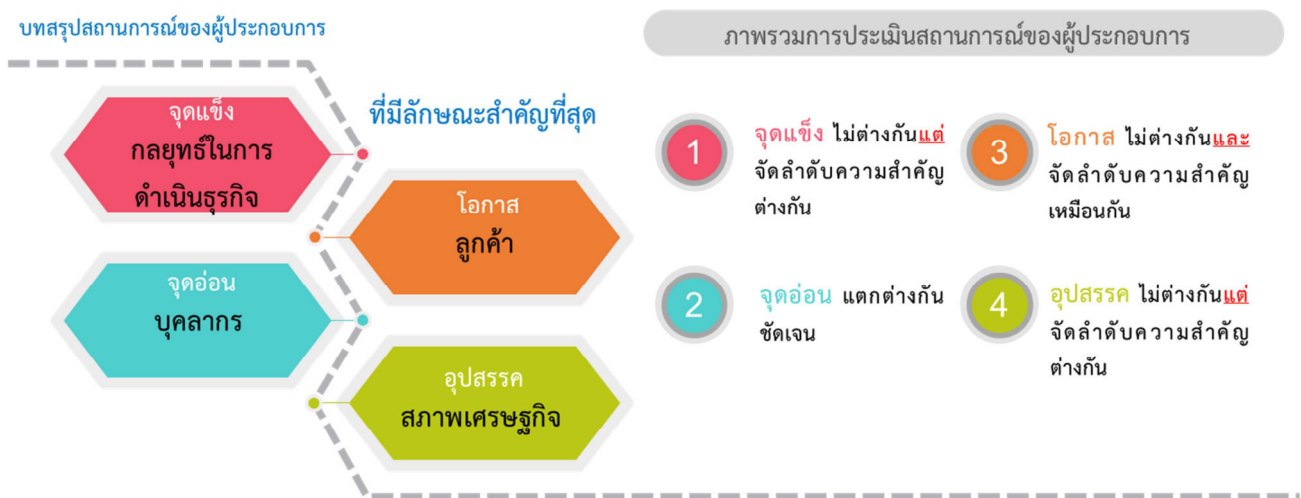 บทสรุปสถานการณ์ของผู้ประกอบการ
จุดแข็ง
กลยุทธ์ในการ
ดำเนินธุรกิจ
ที่มีลักษณะสำคัญที่สุด
โอกาส
ลูกค้า
จุดอ่อน
บุคลากร
อุปสรรค
สภาพเศรษฐกิจ
ภาพรวมการประเมินสถานการณ์ของผู้ประกอบการ
1
จุดแข็ง ไม่ต่างกันแต่
จัดลำดับความสำคัญ
ต่างกัน
2
จุดอ่อน แตกต่างกัน
ชัดเจน
3
โอกาส ไม่ต่างกันและ
จัดลำดับความสำคัญ
เหมือนกัน
4
อุปสรรค ไม่ต่างกันแต่
จัดลำดับความสำคัญ
ต่างกัน